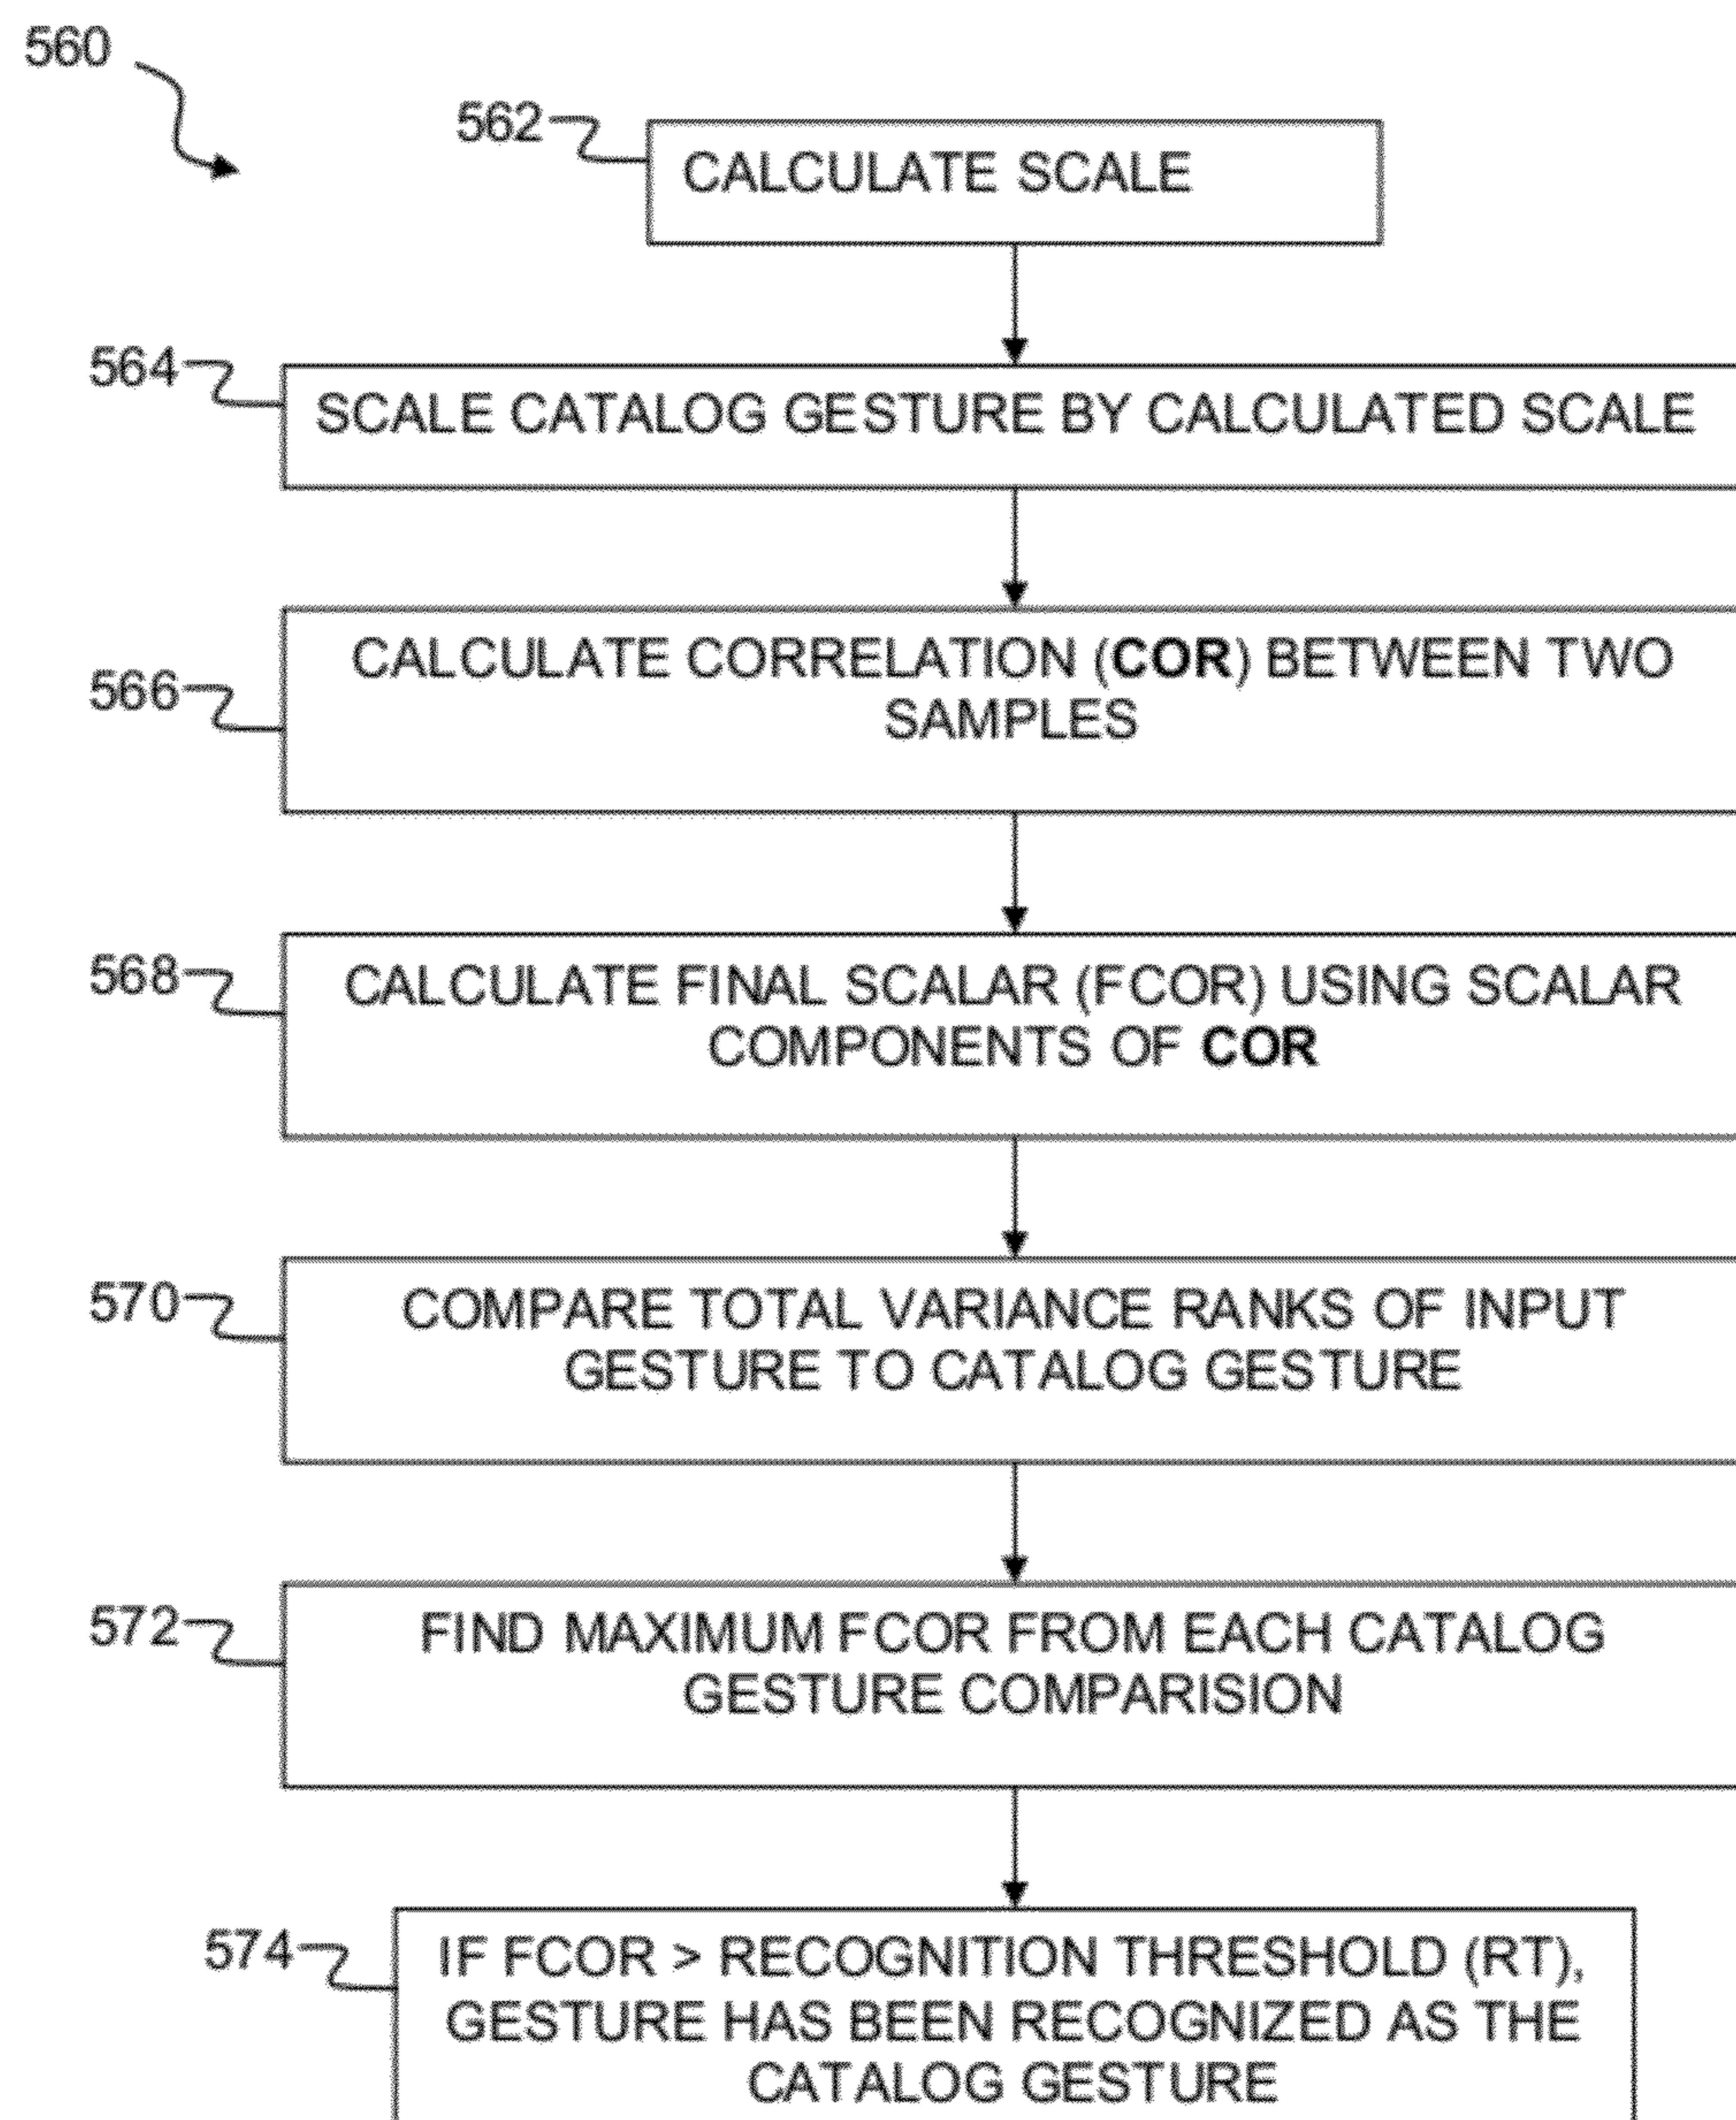 560
562
CALCULATE SCALE
564
SCALE CATALOG GESTURE BY CALCULATED SCALE
566
CALCULATE CORRELATION (COR) BETWEEN TWO
SAMPLES
568
CALCULATE FINAL SCALAR (FCOR) USING SCALAR
COMPONENTS OF COR
570
COMPARE TOTAL VARIANCE RANKS OF INPUT
GESTURE TO CATALOG GESTURE
572
FIND MAXIMUM FCOR FROM EACH CATALOG
GESTURE COMPARISION
574
IF FCOR > RECOGNITION THRESHOLD (RT),
GESTURE HAS BEEN RECOGNIZED AS THE
CATALOG GESTURE